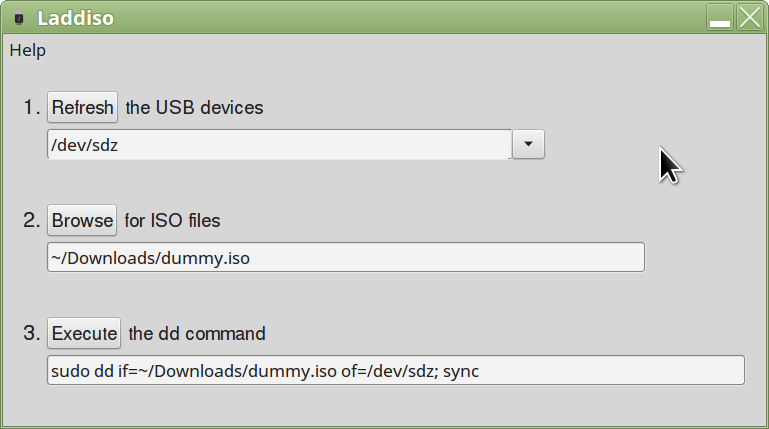 Laddiso
Help
1. Refresh the USB devices
/dev/sdz
2. Browse for ISO files
~/Downloads/dummy.iso
3. Execute the dd command
sudo dd if=~/Downloads/dummy.iso of=/dev/sdz; sync